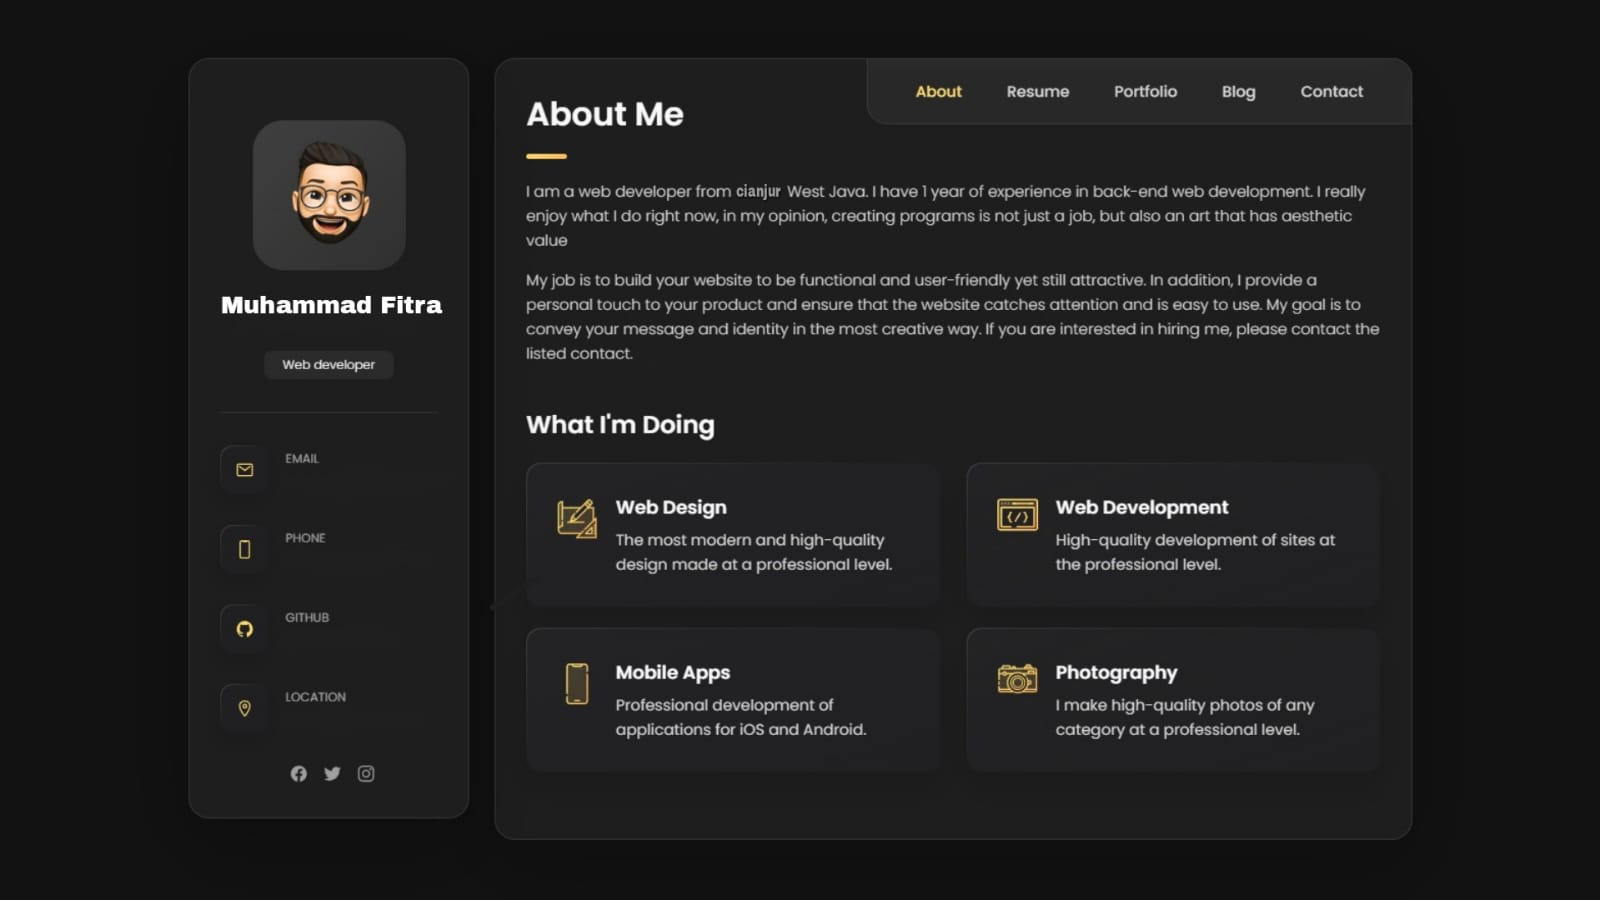 Muhammad Fitra
Web developer
EMAIL
PHONE
GITHUB
LOCATION
About
Resume
Portfolio
Blog
Contact
About Me
I am a web developer from cianjur West Java. I have 1 year of experience in back-end web development. I really
enjoy what I do right now, in my opinion, creating programs is not just a job, but also an art that has aesthetic
value
My job is to build your website to be functional and user-friendly yet still attractive. In addition, I provide a
personal touch to your product and ensure that the website catches attention and is easy to use. My goal is to
convey your message and identity in the most creative way. If you are interested in hiring me, please contact the
listed contact.
What I'm Doing
Web Design
The most modern and high-quality
design made at a professional level.
Web Development
High-quality development of sites at
the professional level.
Mobile Apps
Professional development of
applications for iOS and Android.
Photography
I make high-quality photos of any
category at a professional level.